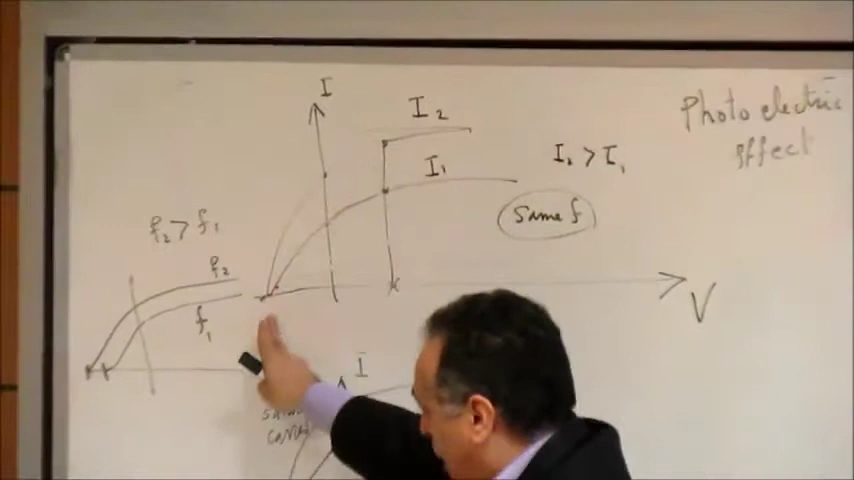 Photo electric
effect
I
I2
I1
I2 > I1
Same f
f2 > f1
f2
f1
V
I